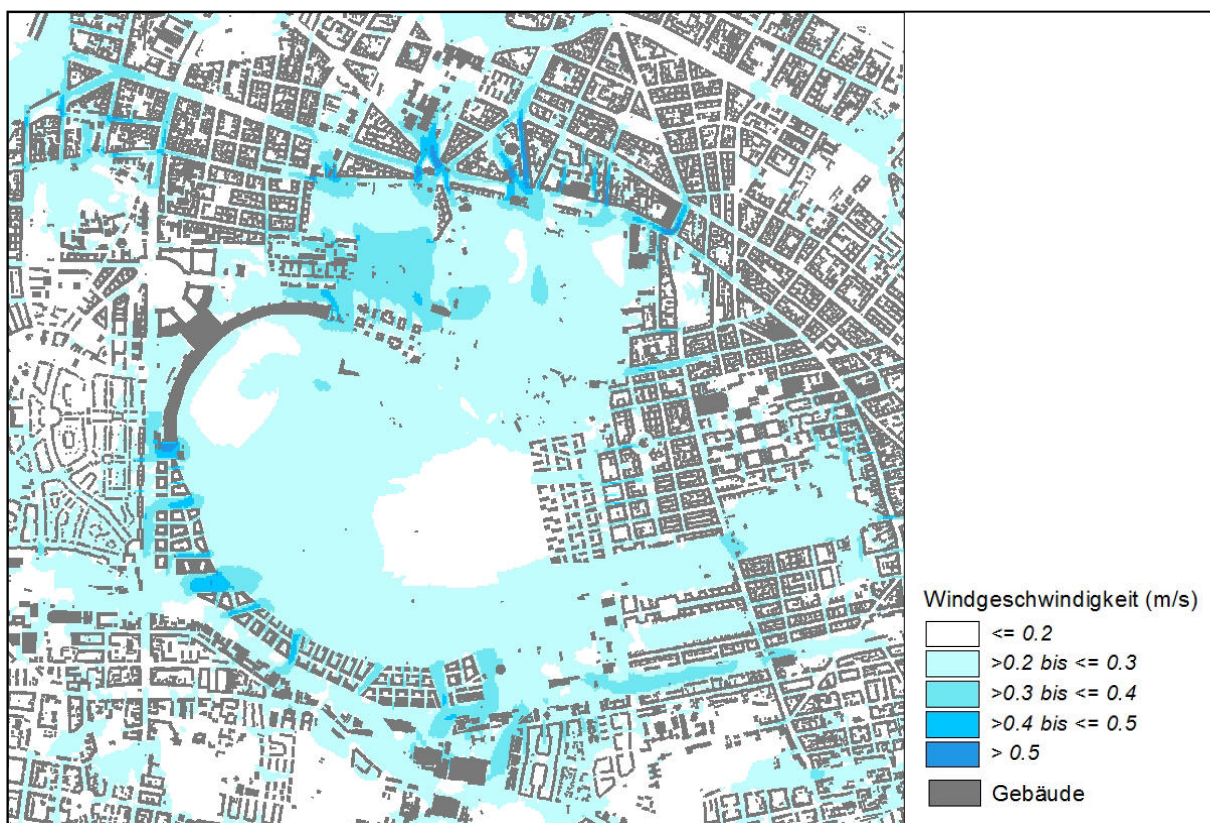 Windgeschwindigkeit (m/s)
<= 0.2
>0.2 bis <= 0.3
>0.3 bis <= 0.4
>0.4 bis <= 0.5
> 0.5
Gebäude